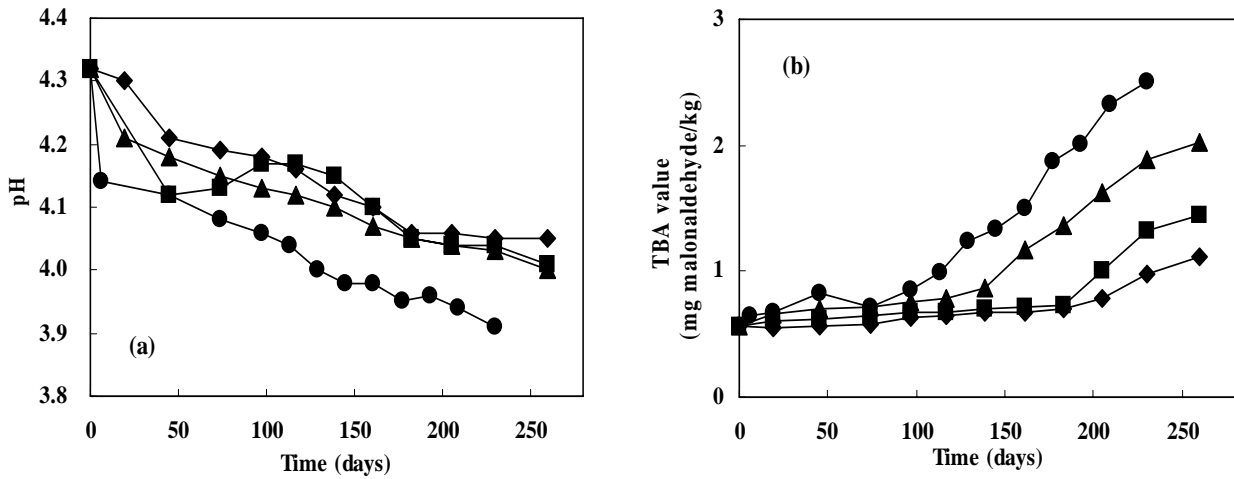 4.4
4.3
4.2
4.1
4.0
3.9
3.8
pH
(a)
0 50 100 150 200 250
Time (days)
3
2
1
0
TBA value
(mg malonaldehyde/kg)
(b)
0 50 100 150 200 250
Time (days)